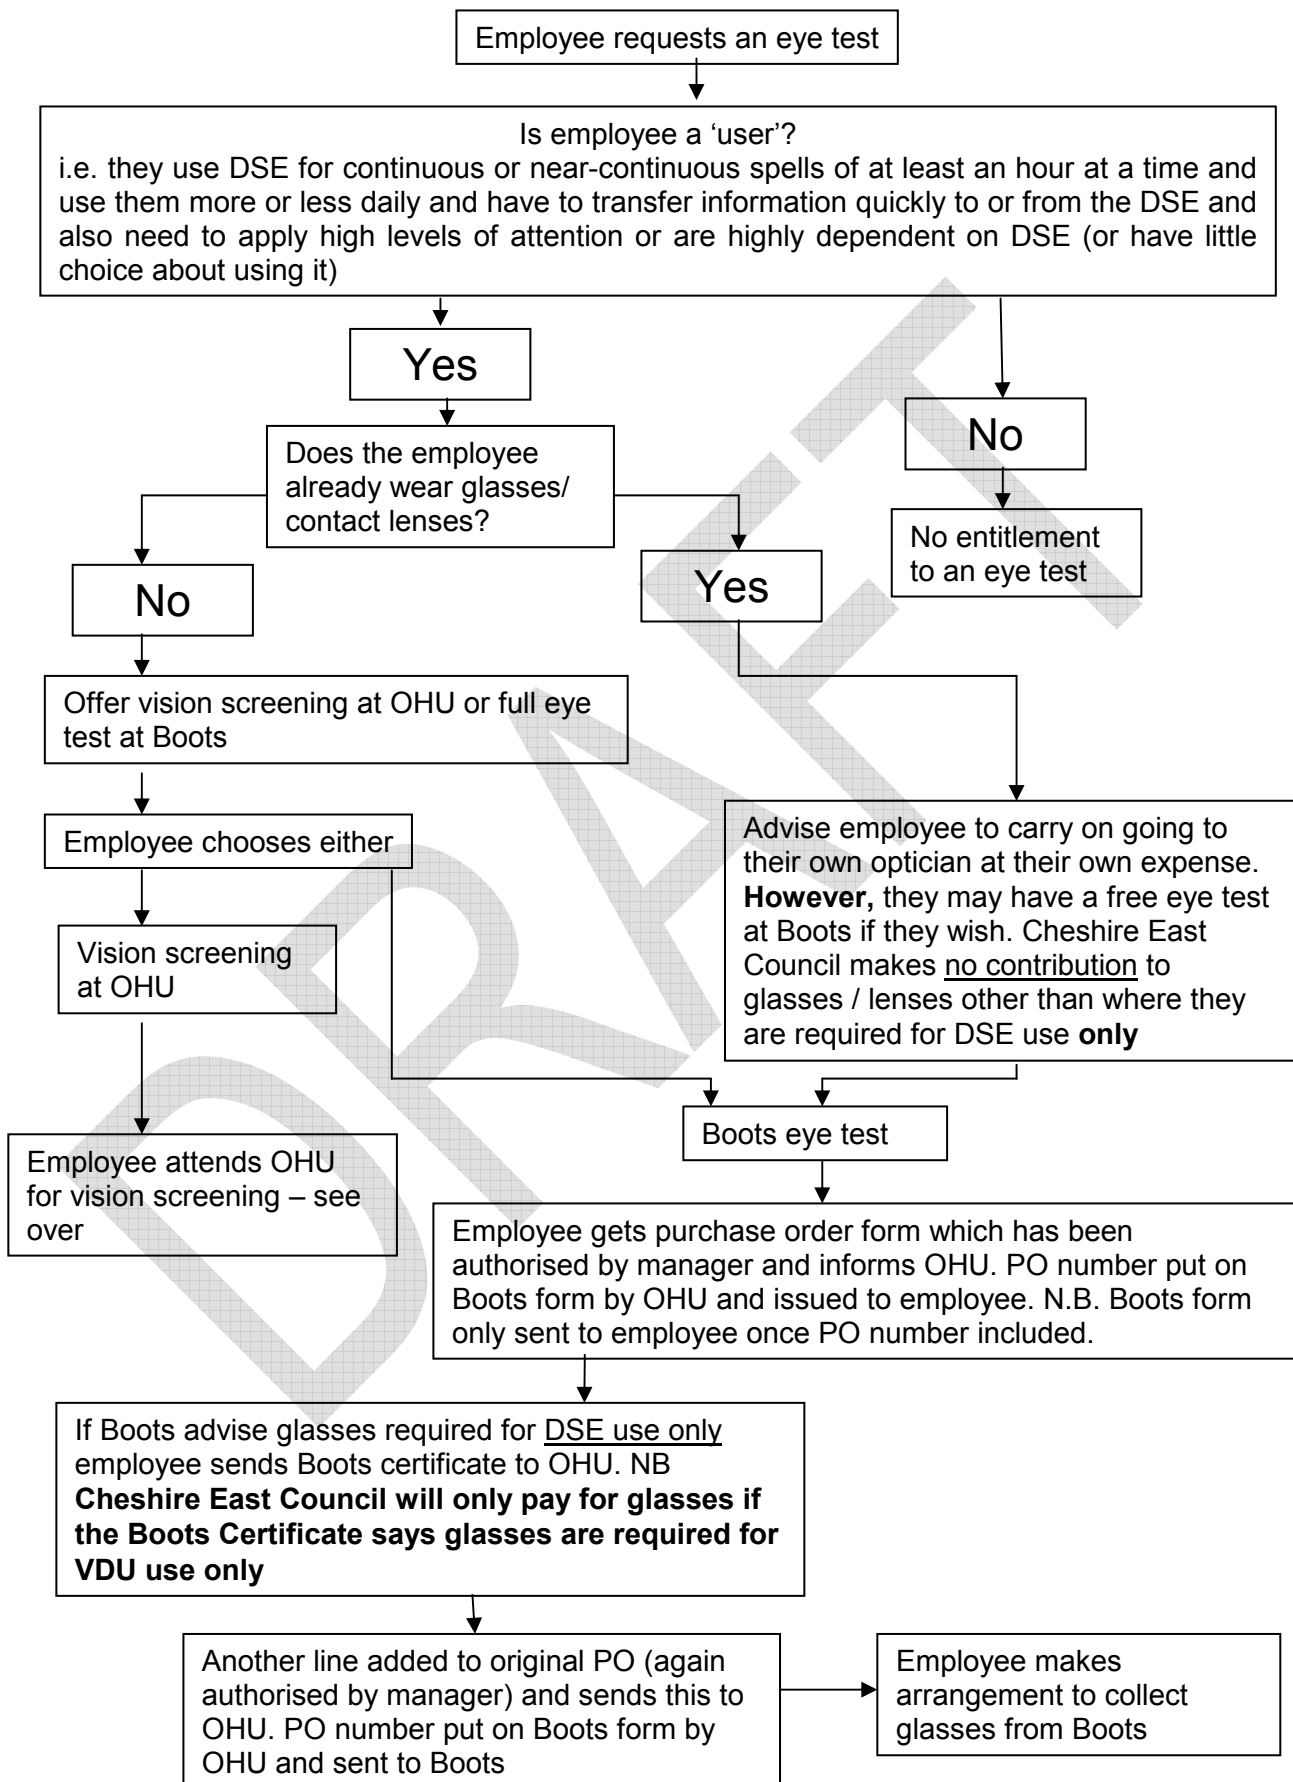 Employee requests an eye test
Is employee a ‘user’?
i.e. they use DSE for continuous or near-continuous spells of at least an hour at a time and
use them more or less daily and have to transfer information quickly to or from the DSE and
also need to apply high levels of attention or are highly dependent on DSE (or have little
choice about using it)
Yes
No
Does the employee
already wear glasses/
contact lenses?
No entitlement
to an eye test
No
Yes
Offer vision screening at OHU or full eye
test at Boots
Employee chooses either
Advise employee to carry on going to
their own optician at their own expense.
However, they may have a free eye test
at Boots if they wish. Cheshire East
Council makes no contribution to
glasses / lenses other than where they
are required for DSE use only
Vision screening
at OHU
Boots eye test
Employee attends OHU
for vision screening – see
over
Employee gets purchase order form which has been
authorised by manager and informs OHU. PO number put on
Boots form by OHU and issued to employee. N.B. Boots form
only sent to employee once PO number included.
If Boots advise glasses required for DSE use only
employee sends Boots certificate to OHU. NB
Cheshire East Council will only pay for glasses if
the Boots Certificate says glasses are required for
VDU use only
Another line added to original PO (again
authorised by manager) and sends this to
OHU. PO number put on Boots form by
OHU and sent to Boots
Employee makes
arrangement to collect
glasses from Boots
DRAFT